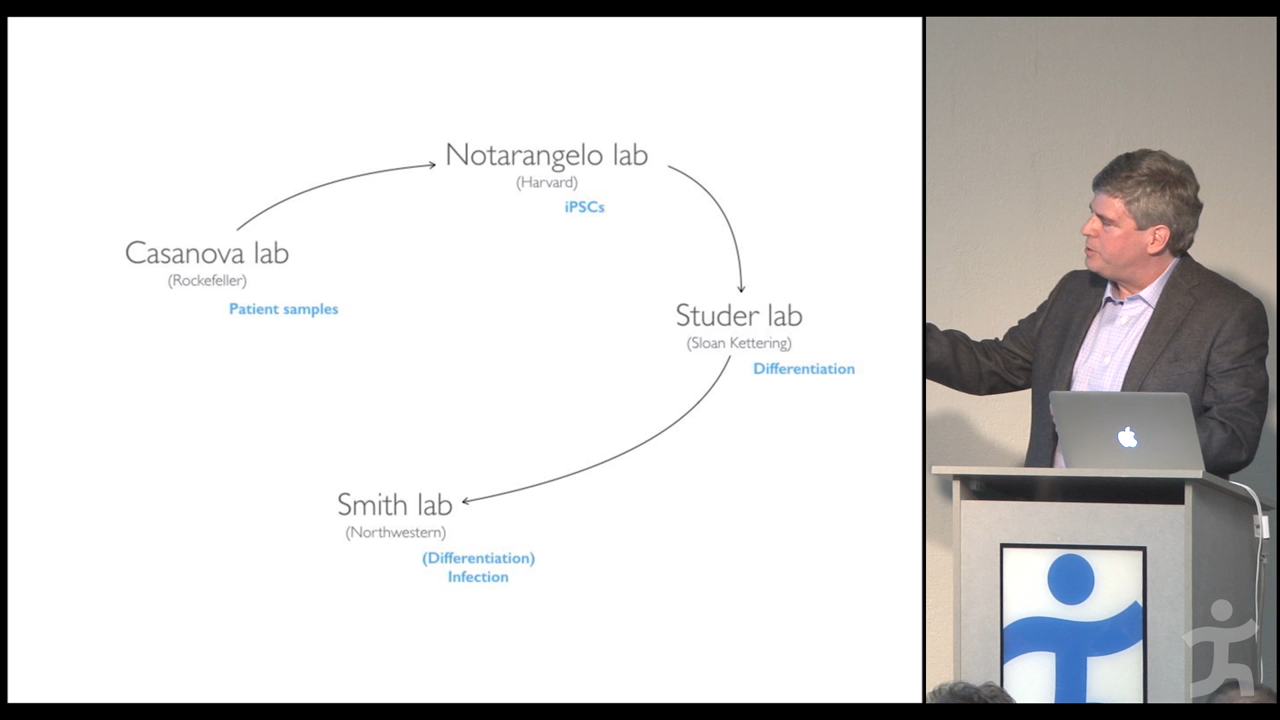 Notarangelo lab
(Harvard)
iPSCs
Casanova lab
(Rockefeller)
Patient samples
Studer lab
(Sloan Kettering)
Differentiation
Smith lab
(Northwestern)
(Differentiation)
Infection